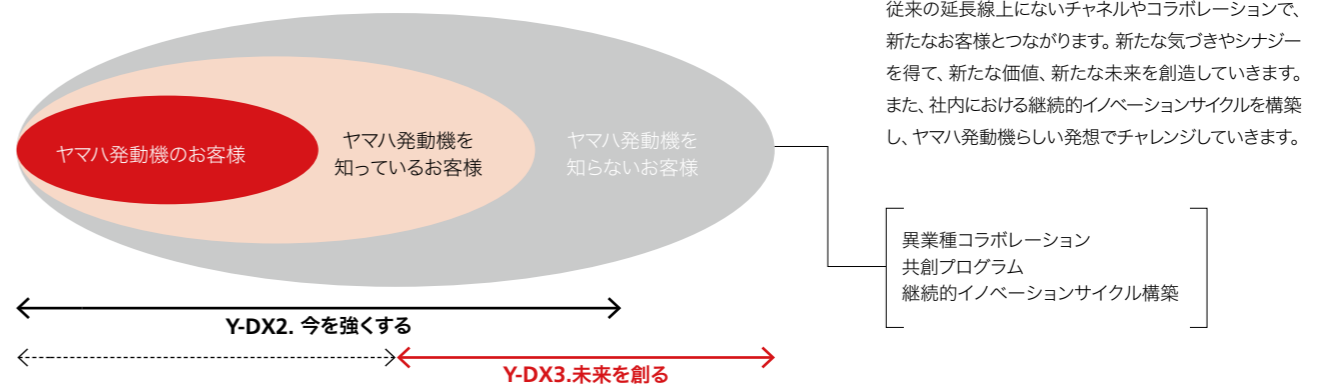 従来の延長線上にないチャネルやコラボレーションで、
新たなお客様とつながります。新たな気づきやシナジー
を得て、新たな価値、新たな未来を創造していきます。
また、社内における継続的イノベーションサイクルを構築
し、ヤマハ発動機らしい発想でチャレンジしていきます。
ヤマハ発動機のお客様
ヤマハ発動機を
知っているお客様
ヤマハ発動機を
知らないお客様
異業種コラボレーション
共創プログラム
継続的イノベーションサイクル構築
Y-DX2. 今を強くする
Y-DX3.未来を創る